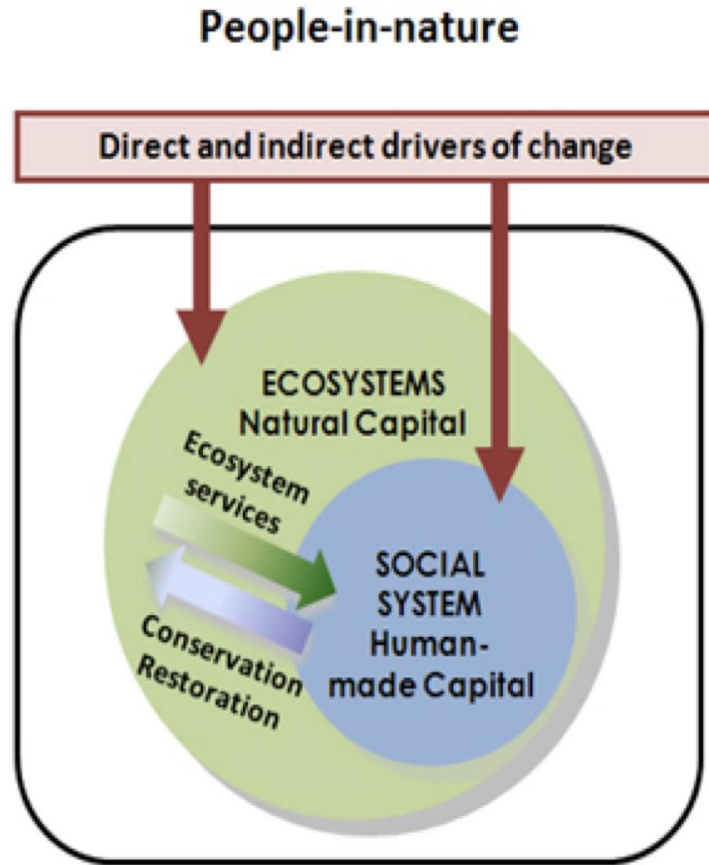 People-in-nature
Direct and indirect drivers of change
ECOSYSTEMS
Natural Capital
Ecosystem
services
SOCIAL
SYSTEM
Human-
made Capital
Conservation
Restoration